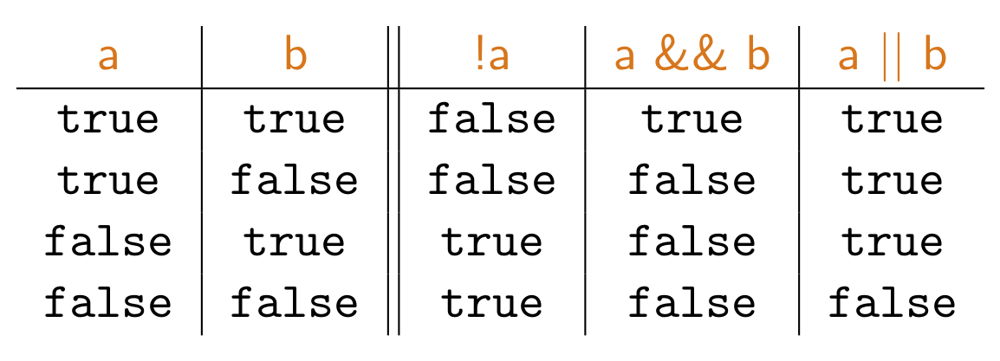 a b !a a && b a || b
true true false true true
true false false false true
false true true false true
false false true false false